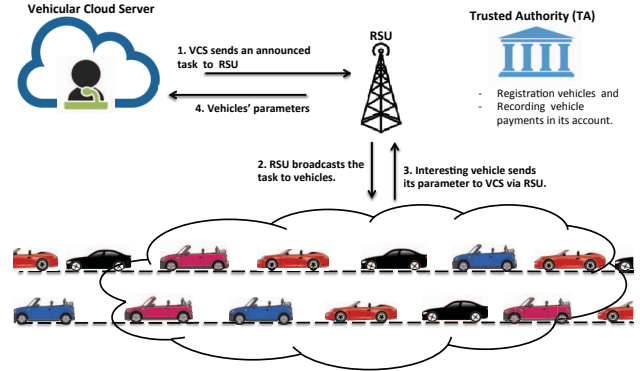 Vehicular Cloud Server
RSU
Trusted Authority (TA)
1. VCS sends an announced
task to RSU
4. Vehicles' parameters
- Registration vehicles and
- Recording vehicle
payments in its account.
2. RSU broadcasts the
task to vehicles.
3. Interesting vehicle sends
its parameter to VCS via RSU.